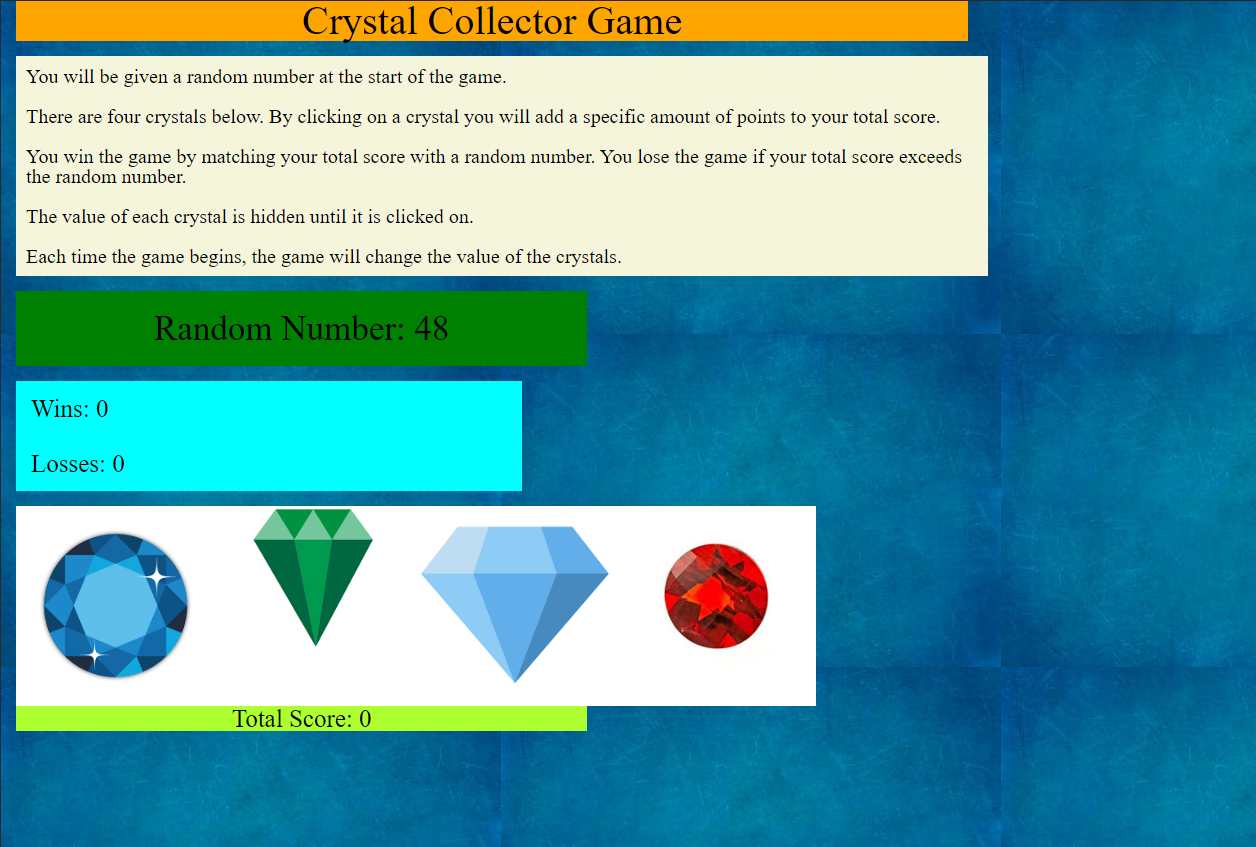 Crystal Collector Game
You will be given a random number at the start of the game.
There are four crystals below. By clicking on a crystal you will add a specific amount of points to your total score.
You win the game by matching your total score with a random number. You lose the game if your total score exceeds
the random number.
The value of each crystal is hidden until it is clicked on.
Each time the game begins, the game will change the value of the crystals.
Random Number: 48
Wins: 0
Losses: 0
Total Score: 0